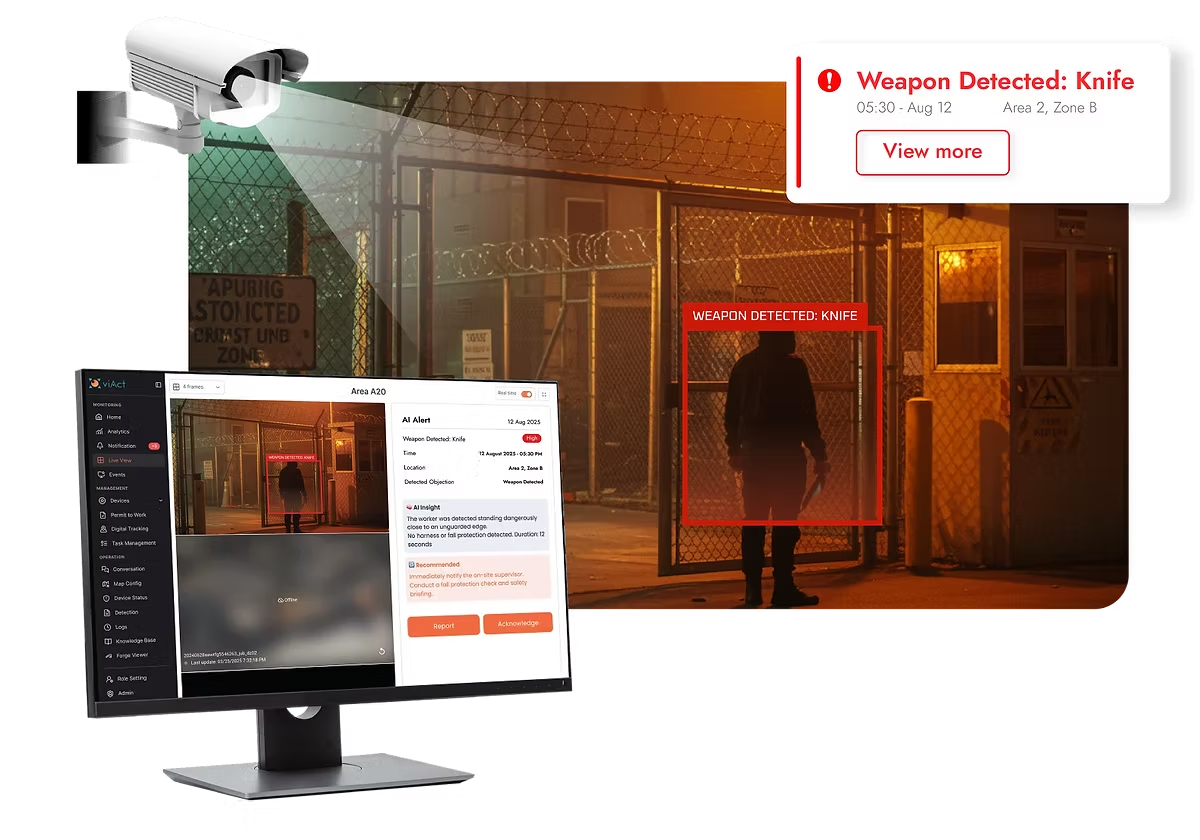 Weapon Detected: Knife
05:30 - Aug 12
Area 2, Zone B
View more
WEAPON DETECTED: KNIFE
APUBIIG
ASTOИCTED
CROMST UNB
ZONE
viAct
MONITORING
Home
Analytics
Notification
Live View
Events
MANAGEMENT
Devices
Permit to Work
Digital Tracking
Task Management
OPERATION
Conversation
Map Config
Device Status
Detection
Logs
Knowledge Base
Forge Viewer
Role Setting
Admin
4 frames
Area A20
Real time
WEAPON DETECTED: KNIFE
Offline
Last update: 03/25/2025 7:32:18 PM
AI Alert
12 Aug 2025
Weapon Detected: Knife
High
Time
12 August 2025 - 05:30 PM
Location
Area 2, Zone B
Detected Objection
Weapon Detected
AI Insight
The worker was detected standing dangerously
close to an unguarded edge.
No harness or fall protection detected. Duration: 12
seconds
Recommended
Immediately notify the on-site supervisor.
Conduct a fall protection check and safety
briefing.
Report
Acknowledge